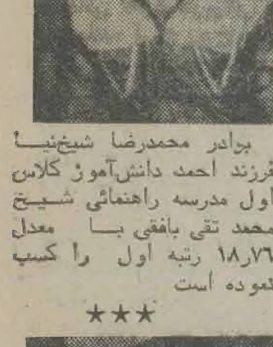 برادر محمدرضا شیخ‌نیا
فرزند احمد دانش‌آموز کلاس
اول مدرسه راهنمائی شیخ
محمد تقی بافقی با معدل
۱۸٫۷۶ رتبه اول را کسب
نموده است
★★★